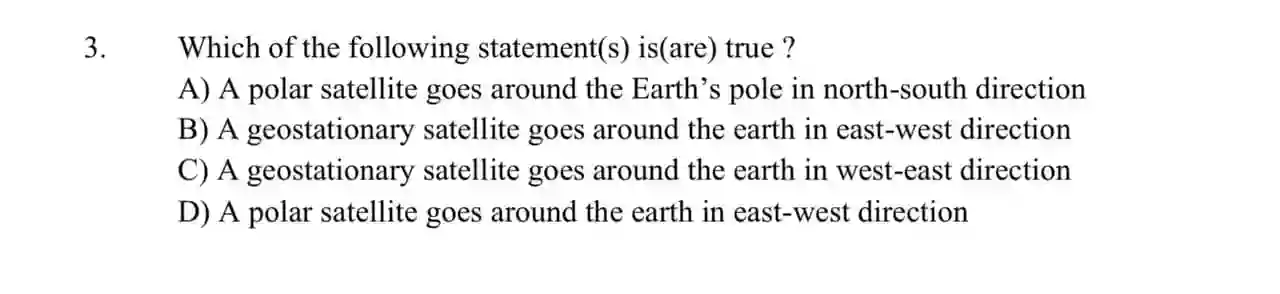 3. Which of the following statement(s) is(are) true ?
A) A polar satellite goes around the Earth’s pole in north-south direction
B) A geostationary satellite goes around the earth in east-west direction
C) A geostationary satellite goes around the earth in west-east direction
D) A polar satellite goes around the earth in east-west direction